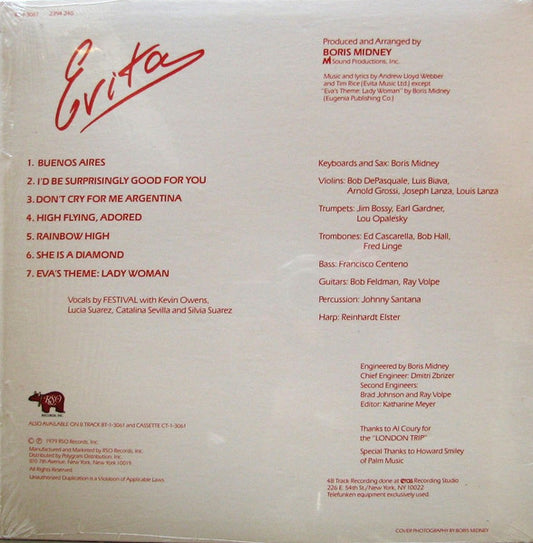 2394 240
Evita
Produced and Arranged by
BORIS MIDNEY
M Sound Productions, Inc.
Music and lyrics by Andrew Lloyd Webber
and Tim Rice (Evita Music Ltd.) except
"Eva's Theme: Lady Woman" by Boris Midney
(Eugenia Publishing Co.)
1. BUENOS AIRES
2. I'D BE SURPRISINGLY GOOD FOR YOU
3. DON'T CRY FOR ME ARGENTINA
4. HIGH FLYING, ADORED
5. RAINBOW HIGH
6. SHE IS A DIAMOND
7. EVA'S THEME: LADY WOMAN
Vocals by FESTIVAL with Kevin Owens,
Lucia Suarez, Catalina Sevilla and Silvia Suarez
Keyboards and Sax: Boris Midney
Violins: Bob DePasquale, Luis Biava,
Arnold Grossi, Joseph Lanza, Louis Lanza
Trumpets: Jim Bossy, Earl Gardner,
Lou Opalesky
Trombones: Ed Cascarella, Bob Hall,
Fred Linge
Bass: Francisco Centeno
Guitars: Bob Feldman, Ray Volpe
Percussion: Johnny Santana
Harp: Reinhardt Elster
Engineered by Boris Midney
Chief Engineer: Dmitri Zbrizer
Second Engineers:
Brad Johnson and Ray Volpe
Editor: Katharine Meyer
Thanks to Al Coury for
the "LONDON TRIP"
Special Thanks to Howard Smiley
of Palm Music
48 Track Recording done at eras Recording Studio
226 E. 54th St./New York, NY 10022
Telefunken equipment exclusively used.
RSO
RECORDS, INC.
ALSO AVAILABLE ON 8 TRACK 8T-1-3061 and CASSETTE CT-1-3061
© ℗ 1979 RSO Records, Inc.
Manufactured and Marketed by RSO Records, Inc.
Distributed by Polygram Distribution, Inc.
810 7th Avenue, New York, New York 10019
All Rights Reserved.
Unauthorized Duplication is a Violation of Applicable Laws.
COVER PHOTOGRAPHY BY BORIS MIDNEY